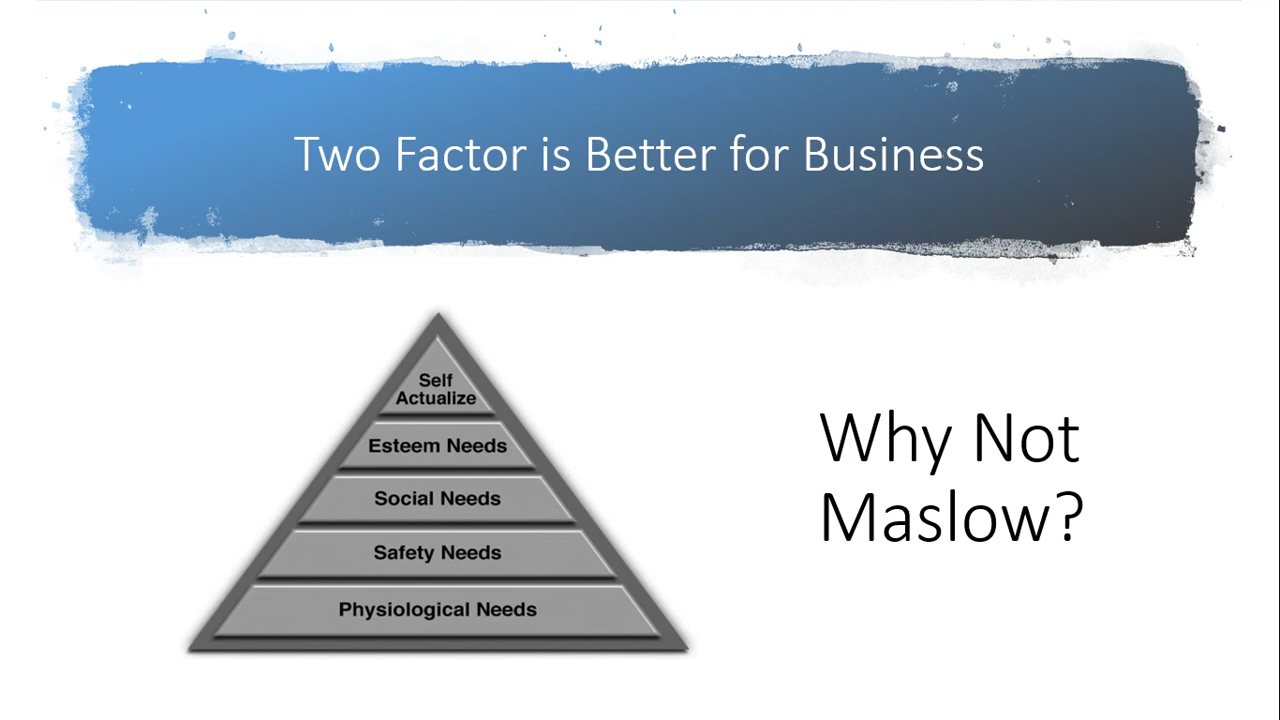 Two Factor is Better for Business
Self
Actualize
Esteem Needs
Social Needs
Safety Needs
Physiological Needs
Why Not
Maslow?